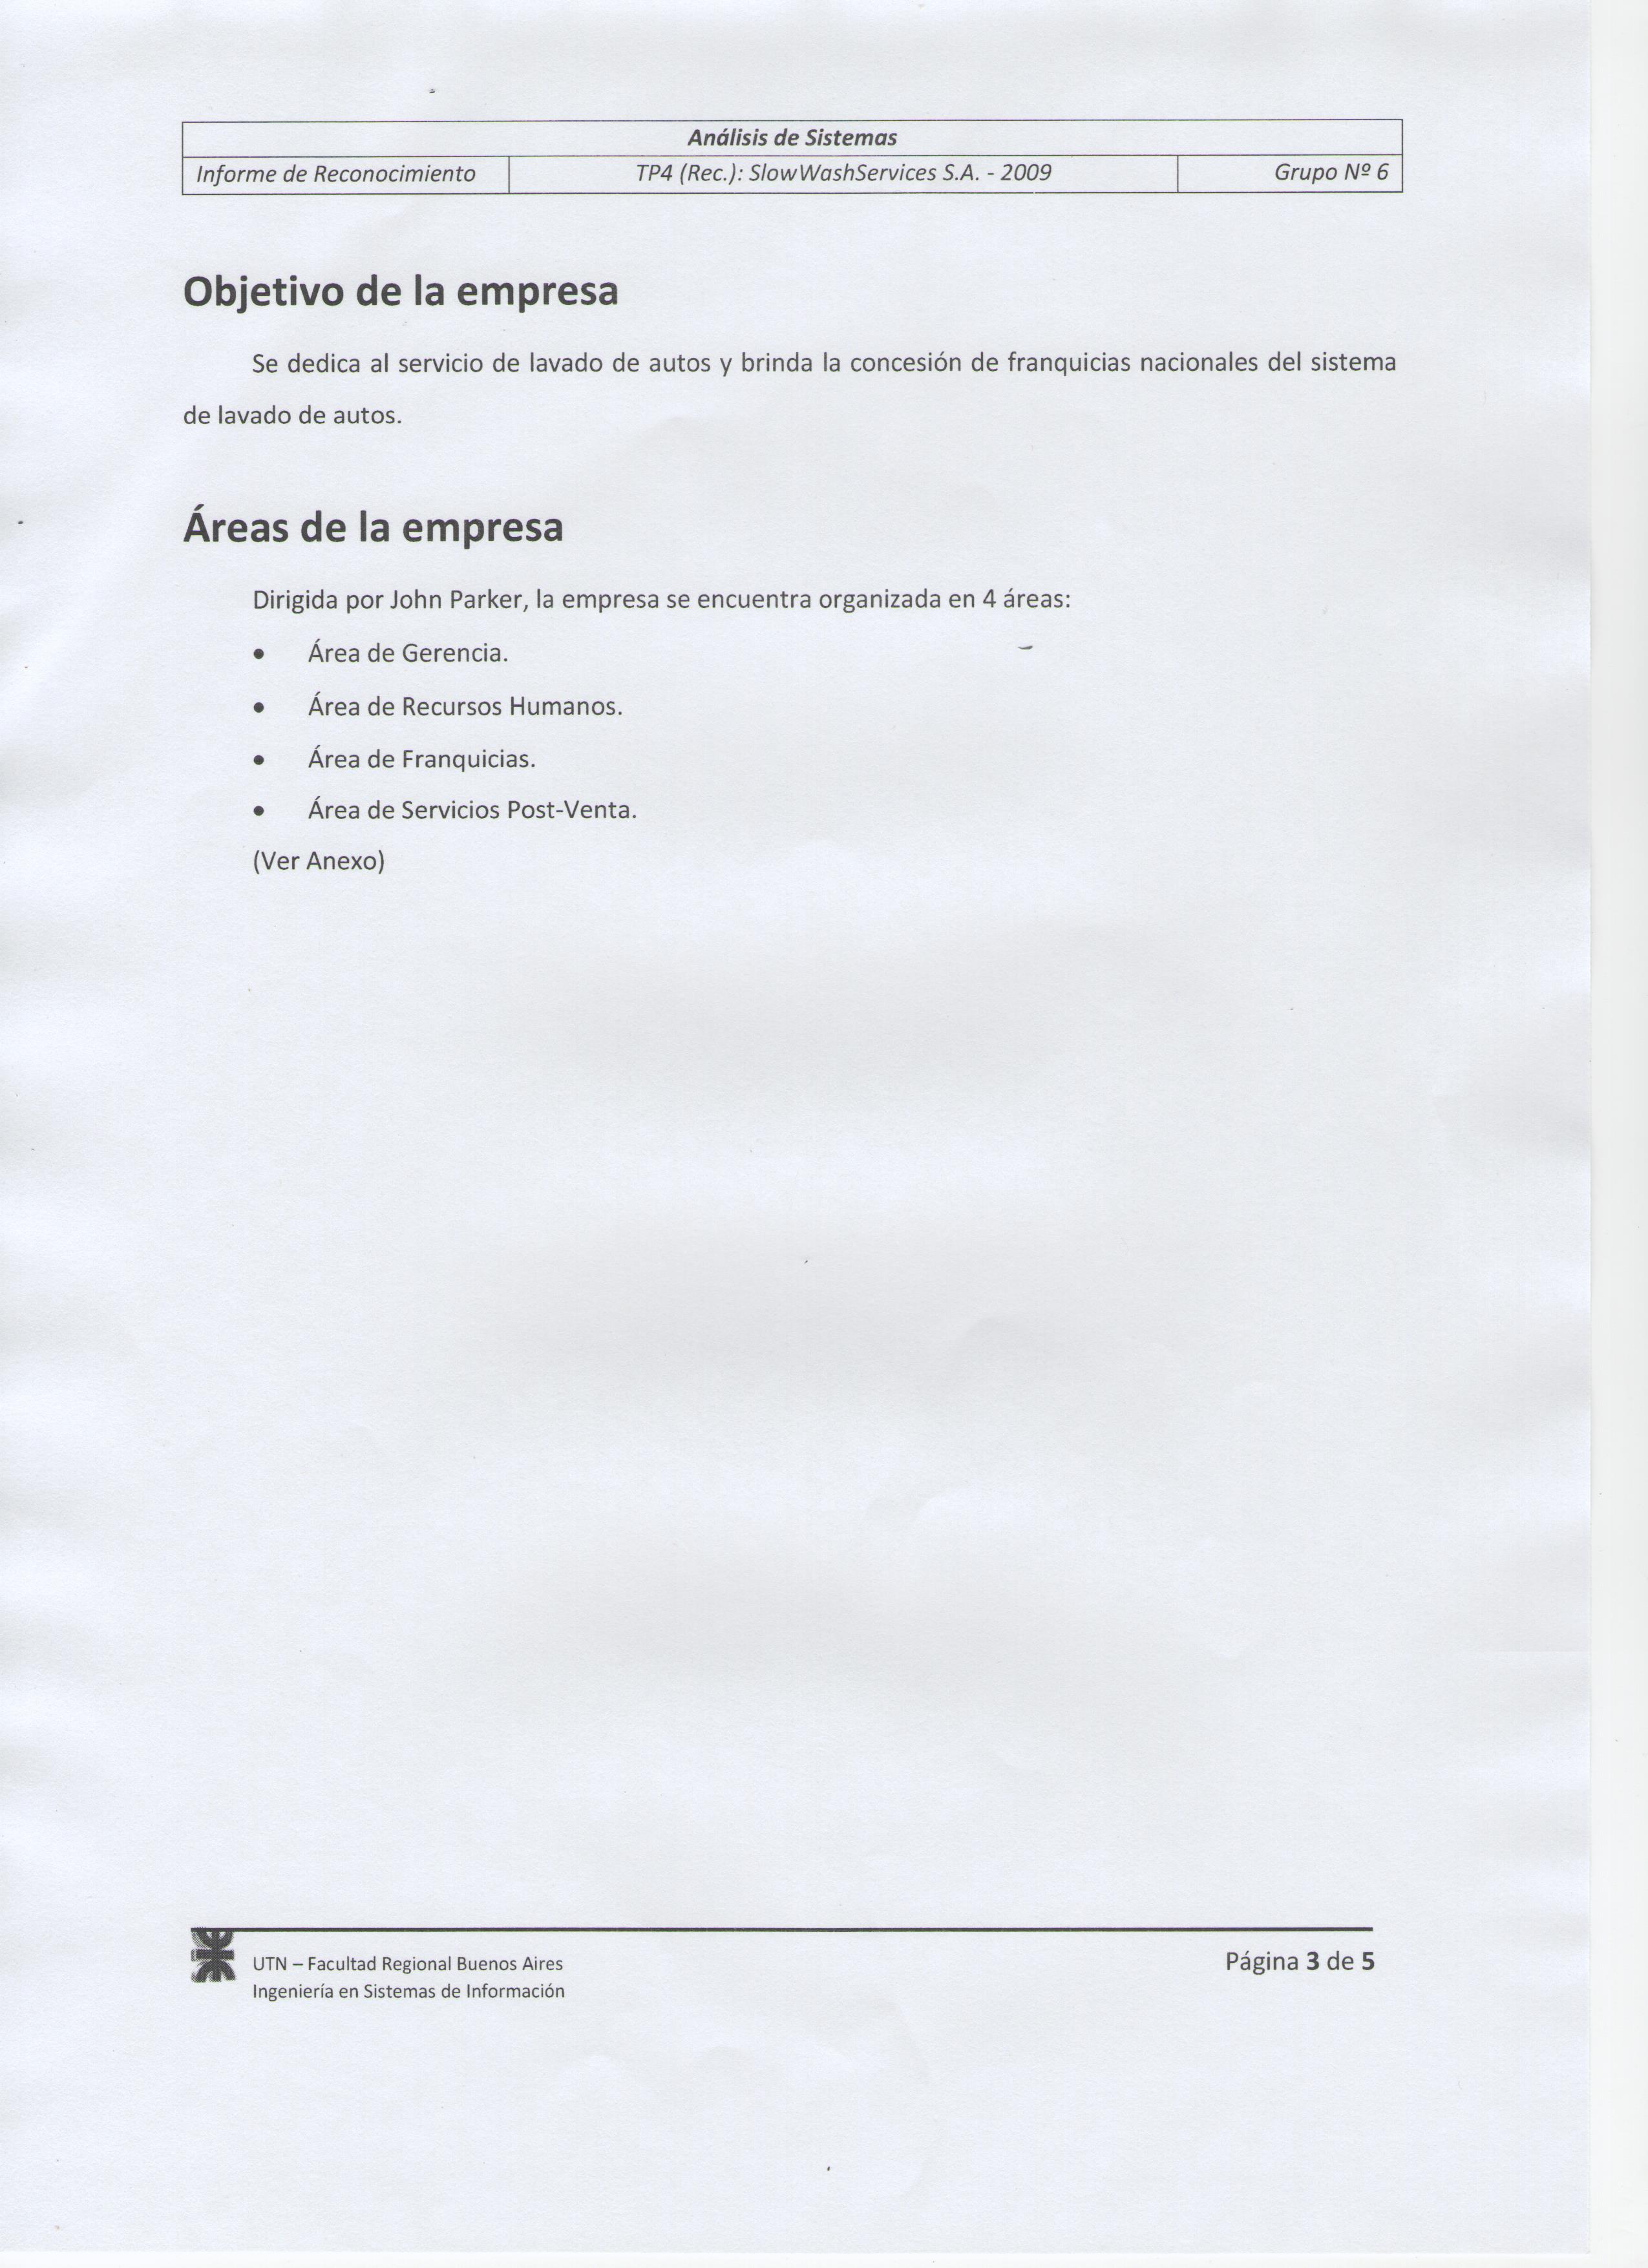 Análisis de Sistemas
Informe de Reconocimiento TP4 (Rec.): SlowWashServices S.A. - 2009 Grupo Nº 6
Objetivo de la empresa
Se dedica al servicio de lavado de autos y brinda la concesión de franquicias nacionales del sistema
de lavado de autos.
Áreas de la empresa
Dirigida por John Parker, la empresa se encuentra organizada en 4 áreas:
• Área de Gerencia.
• Área de Recursos Humanos.
• Área de Franquicias.
• Área de Servicios Post-Venta.
(Ver Anexo)
UTN – Facultad Regional Buenos Aires Página 3 de 5
Ingeniería en Sistemas de Información